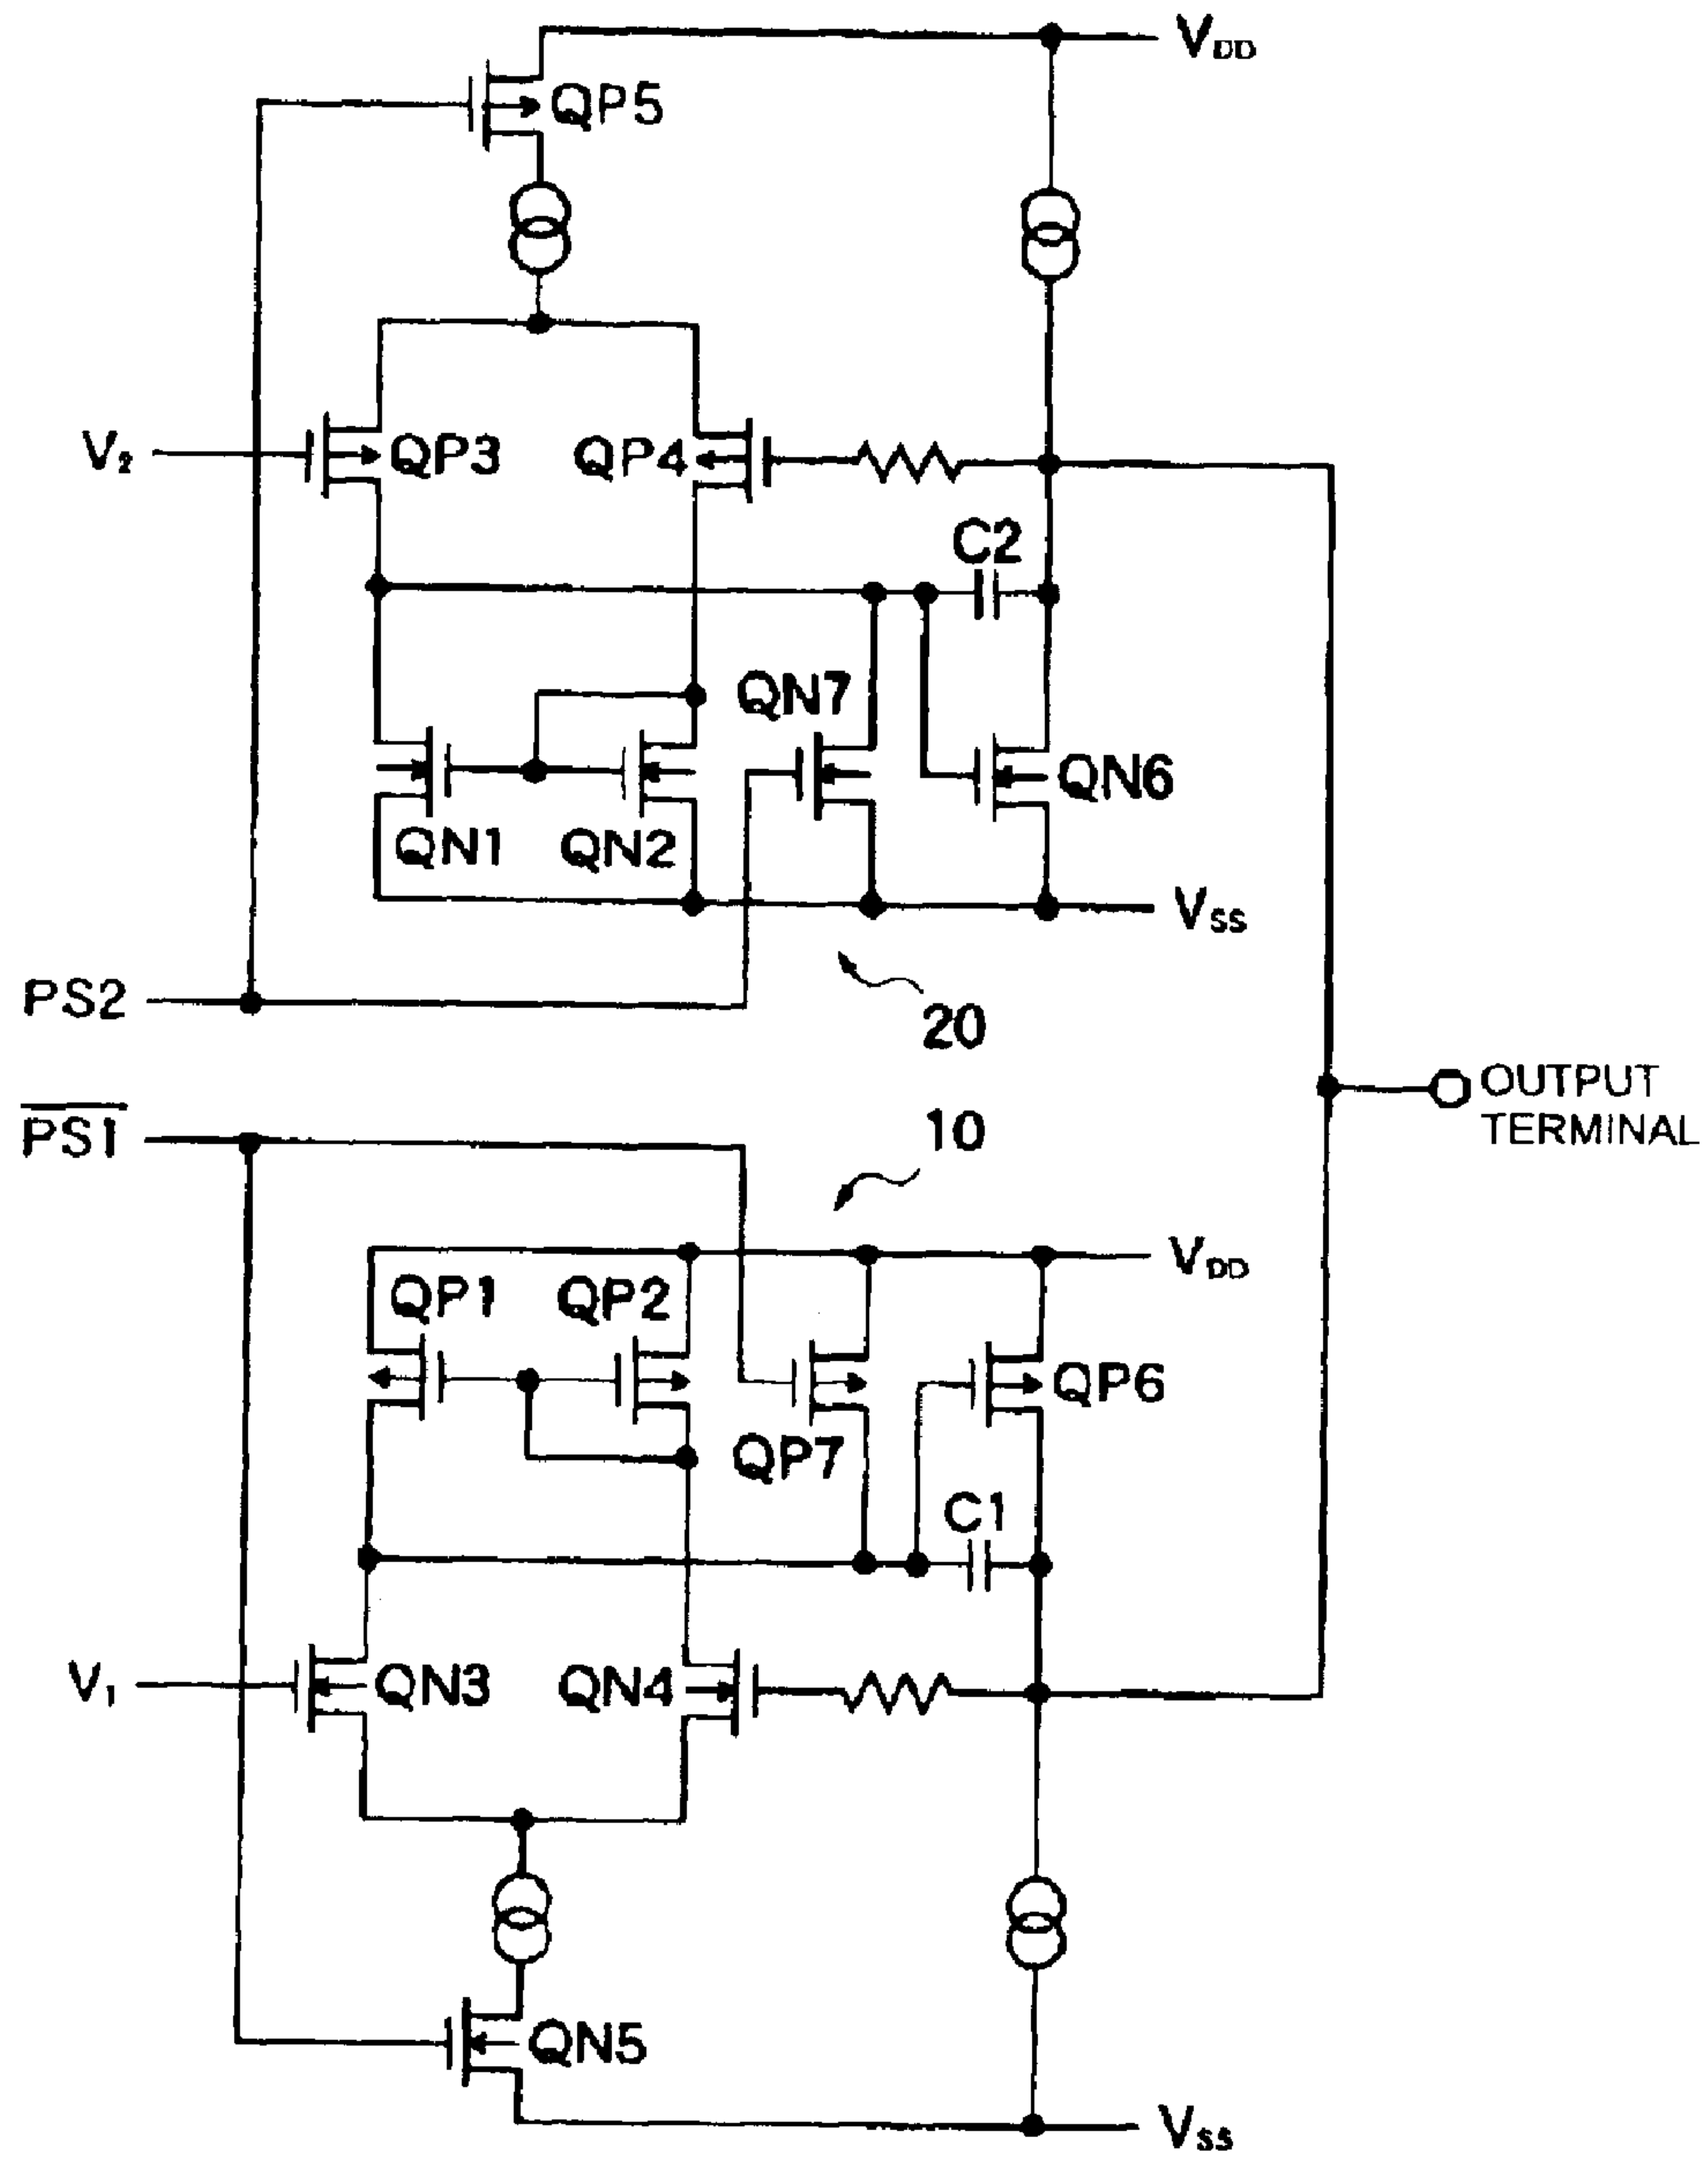 VDD
QP5
V2
QP3
QP4
C2
QN7
QN6
QN1
QN2
VSS
PS2
20
OUTPUT
TERMINAL
PS1
10
VDD
QP1
QP2
QP6
QP7
C1
V1
QN3
QN4
QN5
VSS